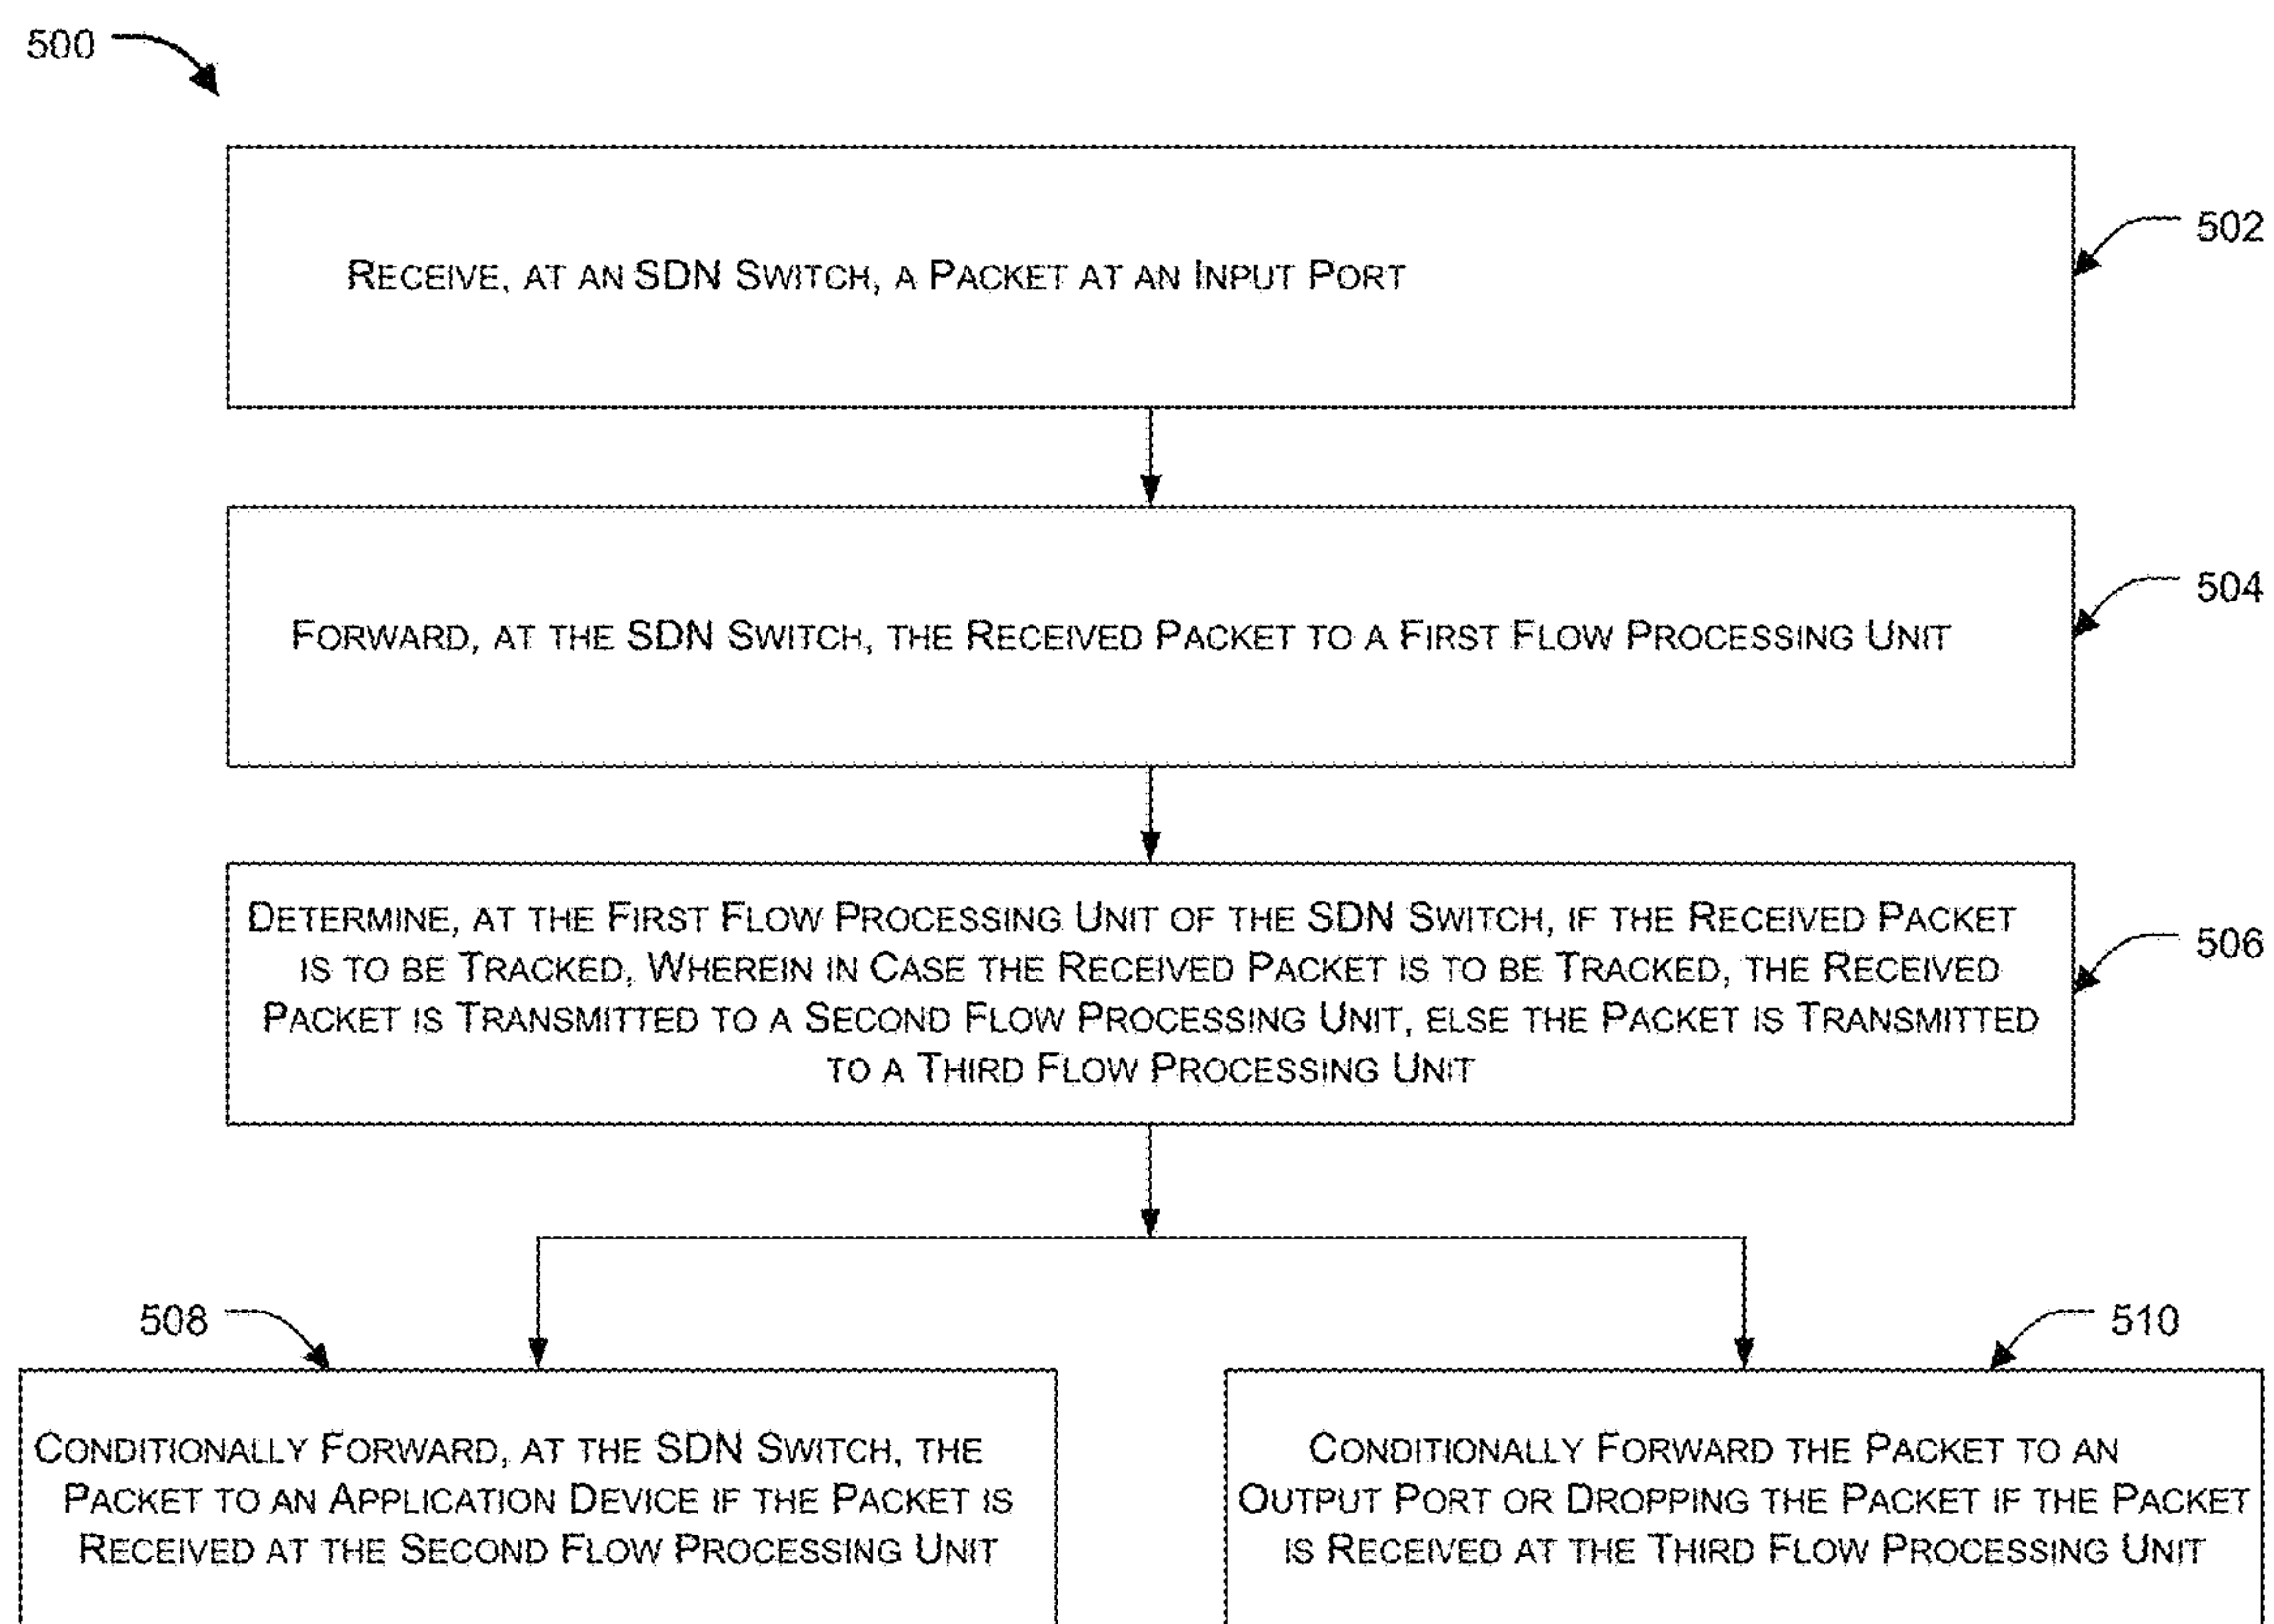 500
RECEIVE, AT AN SDN SWITCH, A PACKET AT AN INPUT PORT
502
FORWARD, AT THE SDN SWITCH, THE RECEIVED PACKET TO A FIRST FLOW PROCESSING UNIT
504
DETERMINE, AT THE FIRST FLOW PROCESSING UNIT OF THE SDN SWITCH, IF THE RECEIVED PACKET
IS TO BE TRACKED, WHEREIN IN CASE THE RECEIVED PACKET IS TO BE TRACKED, THE RECEIVED
PACKET IS TRANSMITTED TO A SECOND FLOW PROCESSING UNIT, ELSE THE PACKET IS TRANSMITTED
TO A THIRD FLOW PROCESSING UNIT
506
508
CONDITIONALLY FORWARD, AT THE SDN SWITCH, THE
PACKET TO AN APPLICATION DEVICE IF THE PACKET IS
RECEIVED AT THE SECOND FLOW PROCESSING UNIT
510
CONDITIONALLY FORWARD THE PACKET TO AN
OUTPUT PORT OR DROPPING THE PACKET IF THE PACKET
IS RECEIVED AT THE THIRD FLOW PROCESSING UNIT